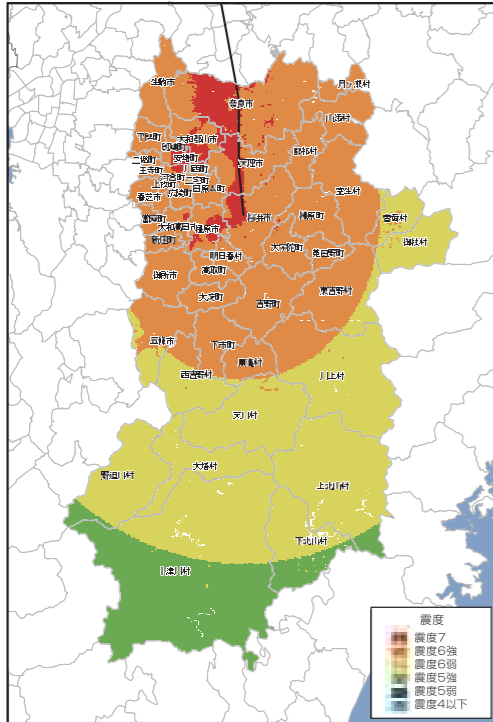 生駒市
奈良市
月ヶ瀬村
山添村
平群町
大和郡山市
斑鳩町
安堵町
都祁村
三郷町
王寺町
川西町
天理市
河合町
三宅町
上牧町
広陵町
田原本町
室生村
香芝市
曽爾村
當麻町
大和高田市
橿原市
桜井市
榛原町
新庄町
御杖村
明日香村
大宇陀町
菟田野町
御所市
高取町
大淀町
吉野町
東吉野村
五條市
下市町
黒滝村
西吉野村
川上村
天川村
大塔村
野迫川村
上北山村
下北山村
十津川村
震度
震度7
震度6強
震度6弱
震度5強
震度5弱
震度4以下